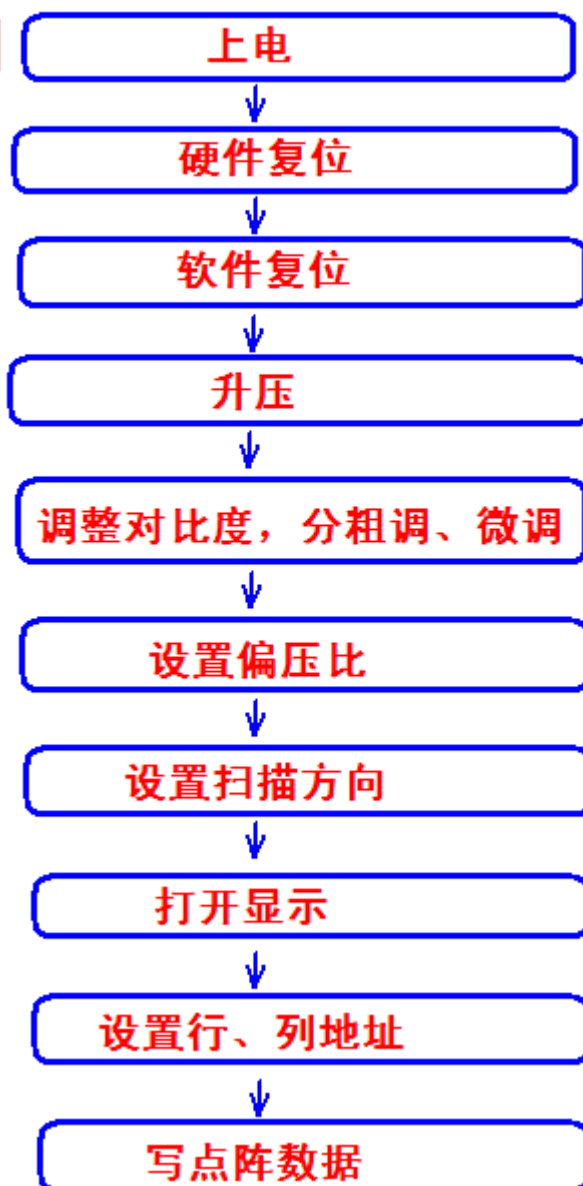 上电
硬件复位
软件复位
升压
调整对比度，分粗调、微调
设置偏压比
设置扫描方向
打开显示
设置行、列地址
写点阵数据